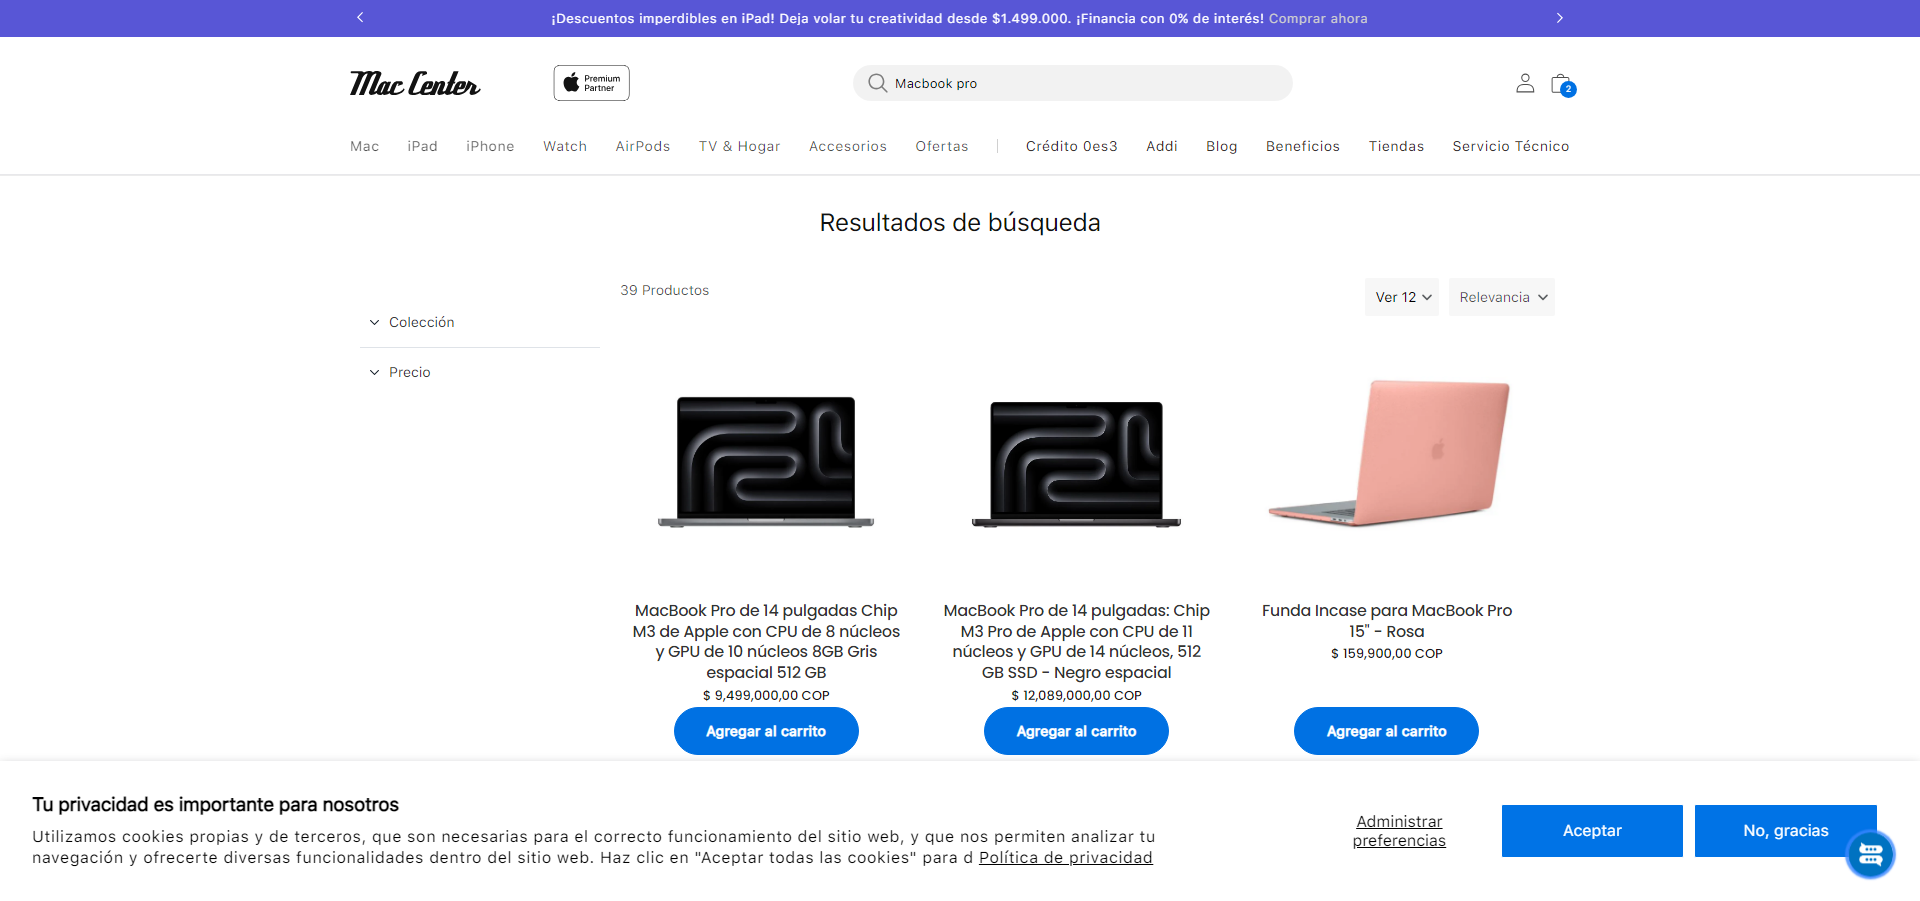 ¡Descuentos imperdibles en iPad! Deja volar tu creatividad desde $1.499.000. ¡Financia con 0% de interés! Comprar ahora
Mac Center
Premium
Partner
Macbook pro
2
Mac iPad iPhone Watch AirPods TV & Hogar Accesorios Ofertas Crédito 0es3 Addi Blog Beneficios Tiendas Servicio Técnico
Resultados de búsqueda
39 Productos
Ver 12
Relevancia
Colección
Precio
MacBook Pro de 14 pulgadas Chip
M3 de Apple con CPU de 8 núcleos
y GPU de 10 núcleos 8GB Gris
espacial 512 GB
$ 9,499,000,00 COP
Agregar al carrito
MacBook Pro de 14 pulgadas: Chip
M3 Pro de Apple con CPU de 11
núcleos y GPU de 14 núcleos, 512
GB SSD - Negro espacial
$ 12,089,000,00 COP
Agregar al carrito
Funda Incase para MacBook Pro
15" - Rosa
$ 159,900,00 COP
Agregar al carrito
Tu privacidad es importante para nosotros
Utilizamos cookies propias y de terceros, que son necesarias para el correcto funcionamiento del sitio web, y que nos permiten analizar tu
navegación y ofrecerte diversas funcionalidades dentro del sitio web. Haz clic en "Aceptar todas las cookies" para d Política de privacidad
Administrar
preferencias
Aceptar
No, gracias